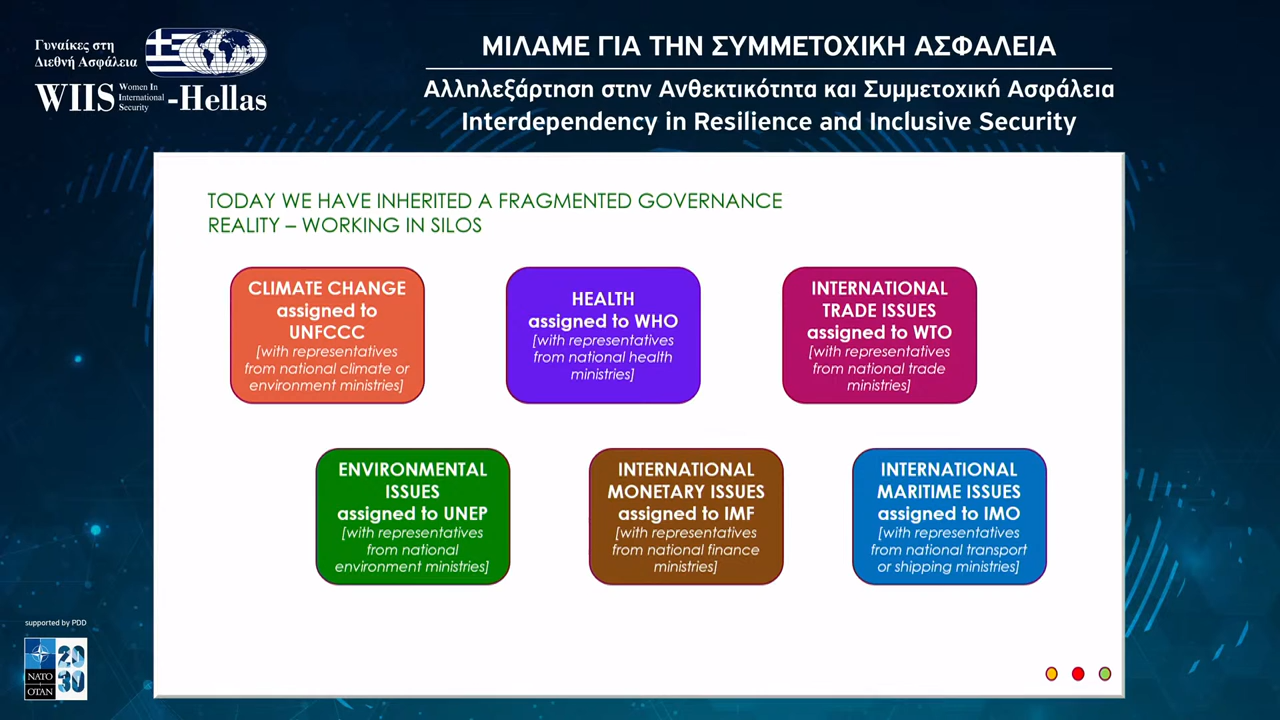 Γυναίκες στη
Διεθνή Ασφάλεια
WIIS Women In International Security -Hellas
ΜΙΛΑΜΕ ΓΙΑ ΤΗΝ ΣΥΜΜΕΤΟΧΙΚΗ ΑΣΦΑΛΕΙΑ
Αλληλεξάρτηση στην Ανθεκτικότητα και Συμμετοχική Ασφάλεια
Interdependency in Resilience and Inclusive Security
TODAY WE HAVE INHERITED A FRAGMENTED GOVERNANCE
REALITY – WORKING IN SILOS
CLIMATE CHANGE
assigned to
UNFCCC
[with representatives
from national climate or
environment ministries]
HEALTH
assigned to WHO
[with representatives
from national health
ministries]
INTERNATIONAL
TRADE ISSUES
assigned to WTO
[with representatives
from national trade
ministries]
ENVIRONMENTAL
ISSUES
assigned to UNEP
[with representatives
from national
environment ministries]
INTERNATIONAL
MONETARY ISSUES
assigned to IMF
[with representatives
from national finance
ministries]
INTERNATIONAL
MARITIME ISSUES
assigned to IMO
[with representatives
from national transport
or shipping ministries]
supported by PDD
NATO
OTAN
20
30